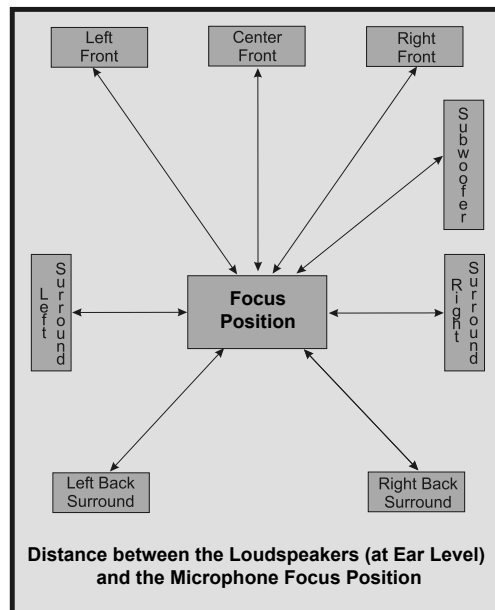 Left
Front
Center
Front
Right
Front
Subwoofer
Left
Surround
Focus
Position
Right
Surround
Left Back
Surround
Right Back
Surround
Distance between the Loudspeakers (at Ear Level)
and the Microphone Focus Position